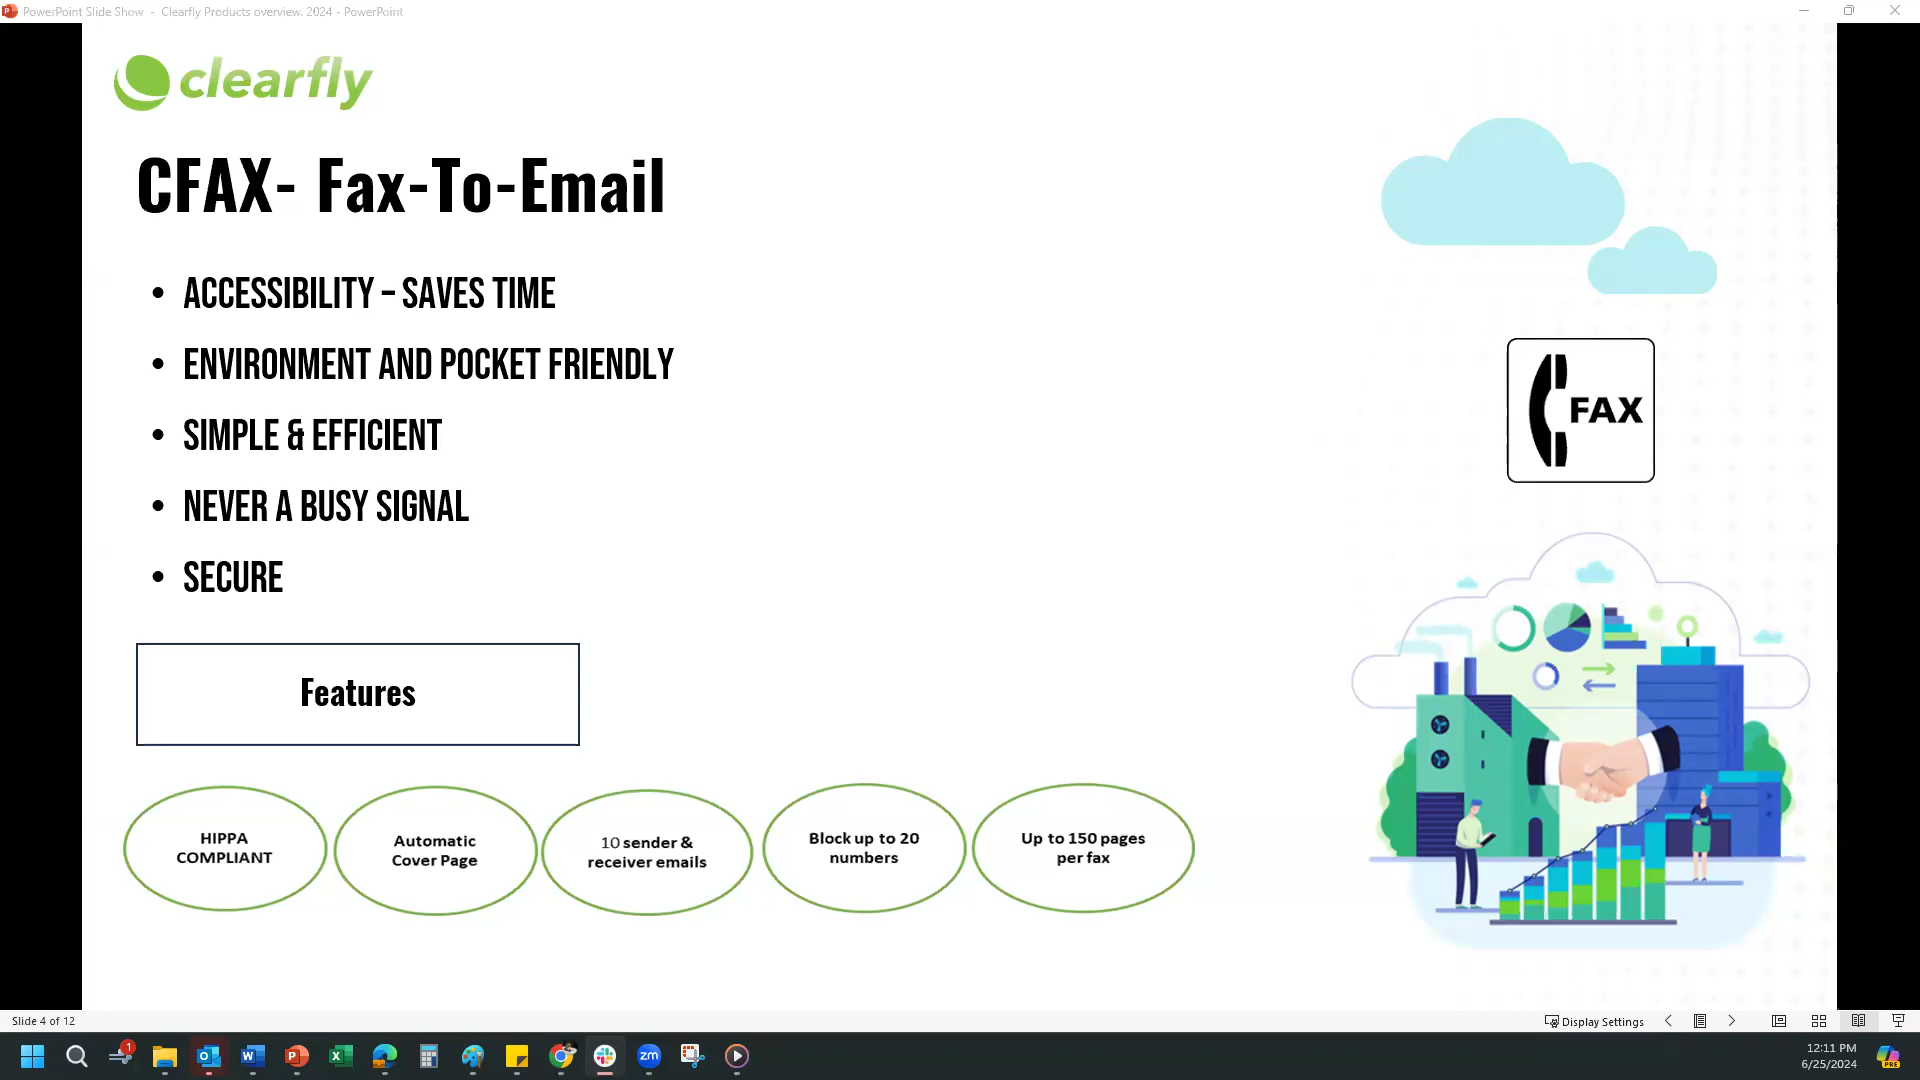 PowerPoint Slide Show - Clearfly Products overview. 2024 - PowerPoint
clearfly
CFAX- Fax-To-Email
• ACCESSIBILITY – SAVES TIME
• ENVIRONMENT AND POCKET FRIENDLY
• SIMPLE & EFFICIENT
• NEVER A BUSY SIGNAL
• SECURE
FAX
Features
HIPPA
COMPLIANT
Automatic
Cover Page
10 sender &
receiver emails
Block up to 20
numbers
Up to 150 pages
per fax
Slide 4 of 12
Display Settings
1
zm
12:11 PM
6/25/2024
PRE